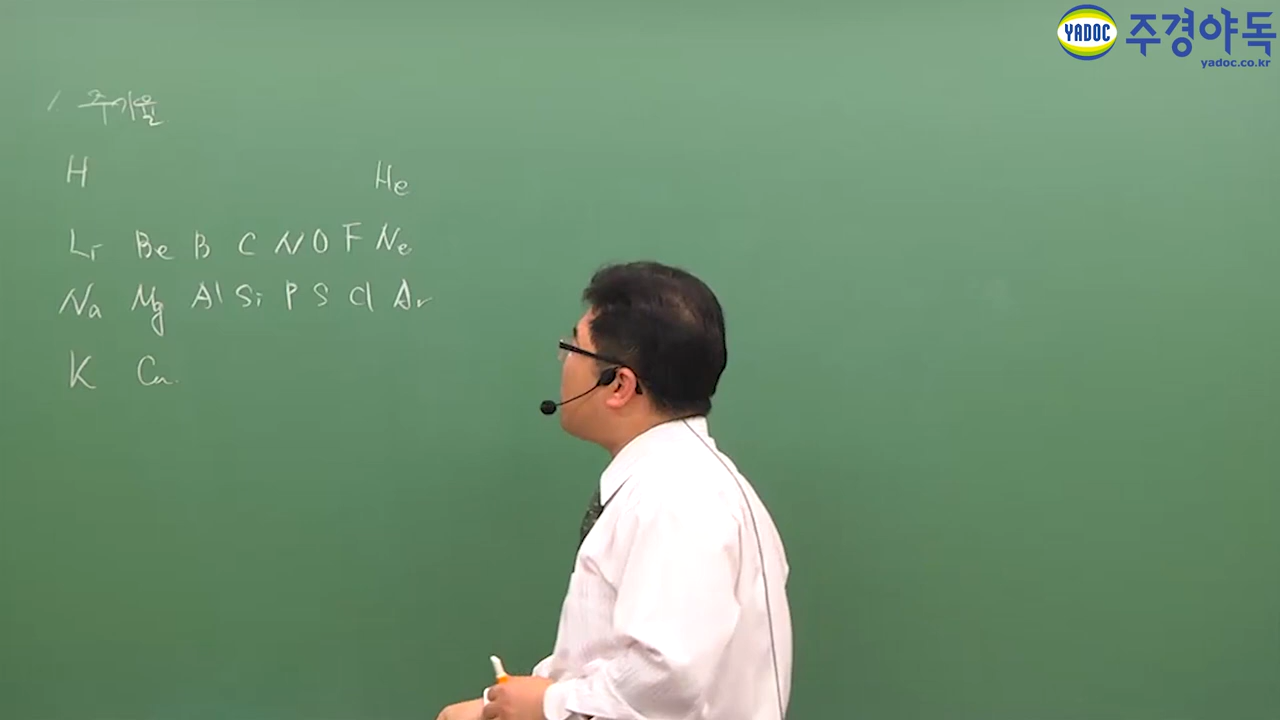 YADOC 주경야독
yadoc.co.kr
1. 주기율
H He
Li Be B C N O F Ne
Na Mg Al Si P S Cl Ar
K Ca